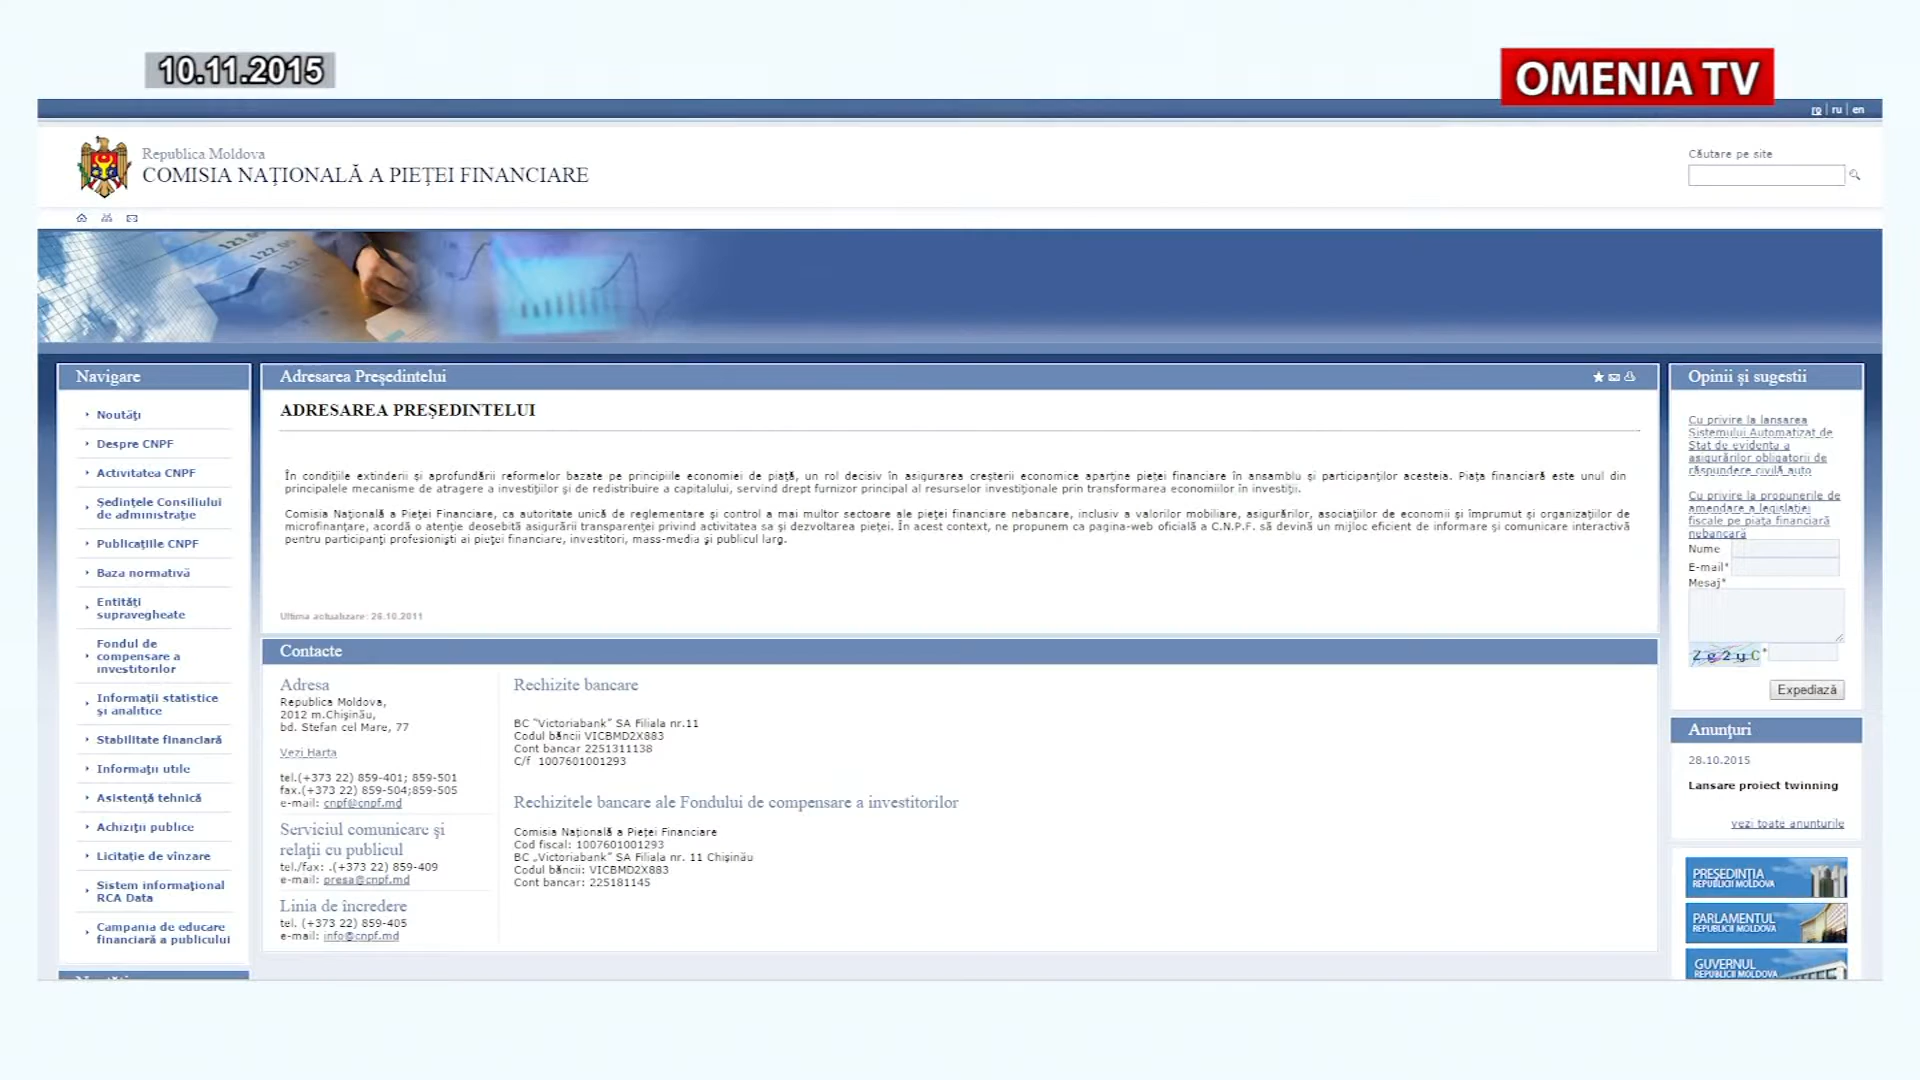 10.11.2015
OMENIA TV
ro | ru | en
Republica Moldova
COMISIA NAŢIONALĂ A PIEŢEI FINANCIARE
Căutare pe site
Navigare
Noutăţi
Despre CNPF
Activitatea CNPF
Şedinţele Consiliului
de administraţie
Publicaţiile CNPF
Baza normativă
Entităţi
supravegheate
Fondul de
compensare a
investitorilor
Informaţii statistice
şi analitice
Stabilitate financiară
Informaţii utile
Asistenţă tehnică
Achiziţii publice
Licitaţie de vînzare
Sistem informaţional
RCA Data
Campania de educare
financiară a publicului
Adresarea Preşedintelui
ADRESAREA PREŞEDINTELUI
În condiţiile extinderii şi aprofundării reformelor bazate pe principiile economiei de piaţă, un rol decisiv în asigurarea creşterii economice aparţine pieţei financiare în ansamblu şi participanţilor acesteia. Piaţa financiară este unul din
principalele mecanisme de atragere a investiţiilor şi de redistribuire a capitalului, servind drept furnizor principal al resurselor investiţionale prin transformarea economiilor în investiţii.
Comisia Naţională a Pieţei Financiare, ca autoritate unică de reglementare şi control a mai multor sectoare ale pieţei financiare nebancare, inclusiv a valorilor mobiliare, asigurărilor, asociaţiilor de economii şi împrumut şi organizaţiilor de
microfinanţare, acordă o atenţie deosebită asigurării transparenţei privind activitatea sa şi dezvoltarea pieţei. În acest context, ne propunem ca pagina-web oficială a C.N.P.F. să devină un mijloc eficient de informare şi comunicare interactivă
pentru participanţi profesionişti ai pieţei financiare, investitori, mass-media şi publicul larg.
Ultima actualizare: 26.10.2011
Contacte
Adresa
Republica Moldova,
2012 m.Chişinău,
bd. Stefan cel Mare, 77
Vezi Harta
tel.(+373 22) 859-401; 859-501
fax.(+373 22) 859-504;859-505
e-mail: cnpf@cnpf.md
Serviciul comunicare şi
relaţii cu publicul
tel./fax: .(+373 22) 859-409
e-mail: presa@cnpf.md
Linia de încredere
tel. (+373 22) 859-405
e-mail: info@cnpf.md
Rechizite bancare
BC "Victoriabank" SA Filiala nr.11
Codul băncii VICBMD2X883
Cont bancar 2251311138
C/f 1007601001293
Rechizitele bancare ale Fondului de compensare a investitorilor
Comisia Naţională a Pieţei Financiare
Cod fiscal: 1007601001293
BC „Victoriabank" SA Filiala nr. 11 Chişinău
Codul băncii: VICBMD2X883
Cont bancar: 225181145
Opinii şi sugestii
Cu privire la lansarea
Sistemului Automatizat de
Stat de evidenta a
asigurărilor obligatorii de
răspundere civilă auto
Cu privire la propunerile de
amendare a legislaţiei
fiscale pe piaţa financiară
nebancară
Nume
E-mail*
Mesaj*
Ze2yC *
Expediază
Anunţuri
28.10.2015
Lansare proiect twinning
vezi toate anunturile
PREŞEDINŢIA
REPUBLICII MOLDOVA
PARLAMENTUL
REPUBLICII MOLDOVA
GUVERNUL
REPUBLICII MOLDOVA